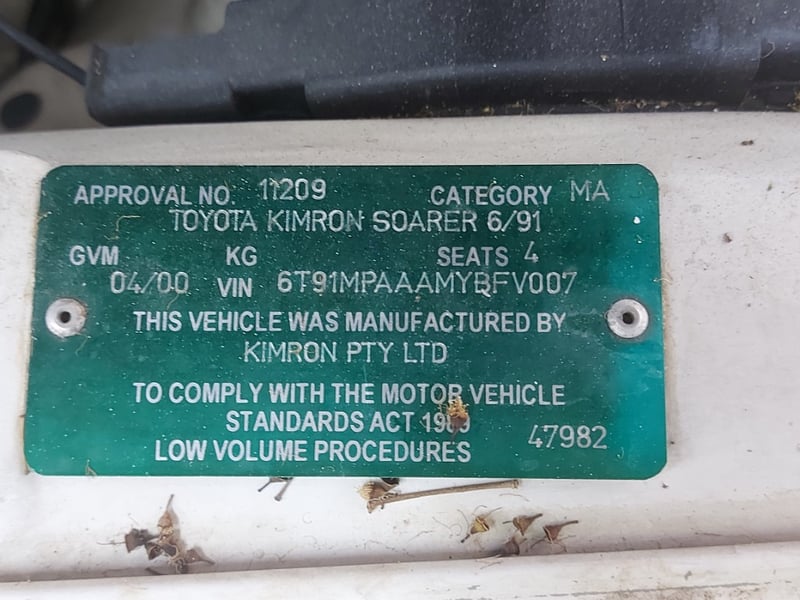 APPROVAL NO. 11209 CATEGORY MA
TOYOTA KIMRON SOARER 6/91
GVM KG SEATS 4
04/00 VIN 6T91MPAAAMYBFV007
THIS VEHICLE WAS MANUFACTURED BY
KIMRON PTY LTD
TO COMPLY WITH THE MOTOR VEHICLE
STANDARDS ACT 1989
LOW VOLUME PROCEDURES 47982